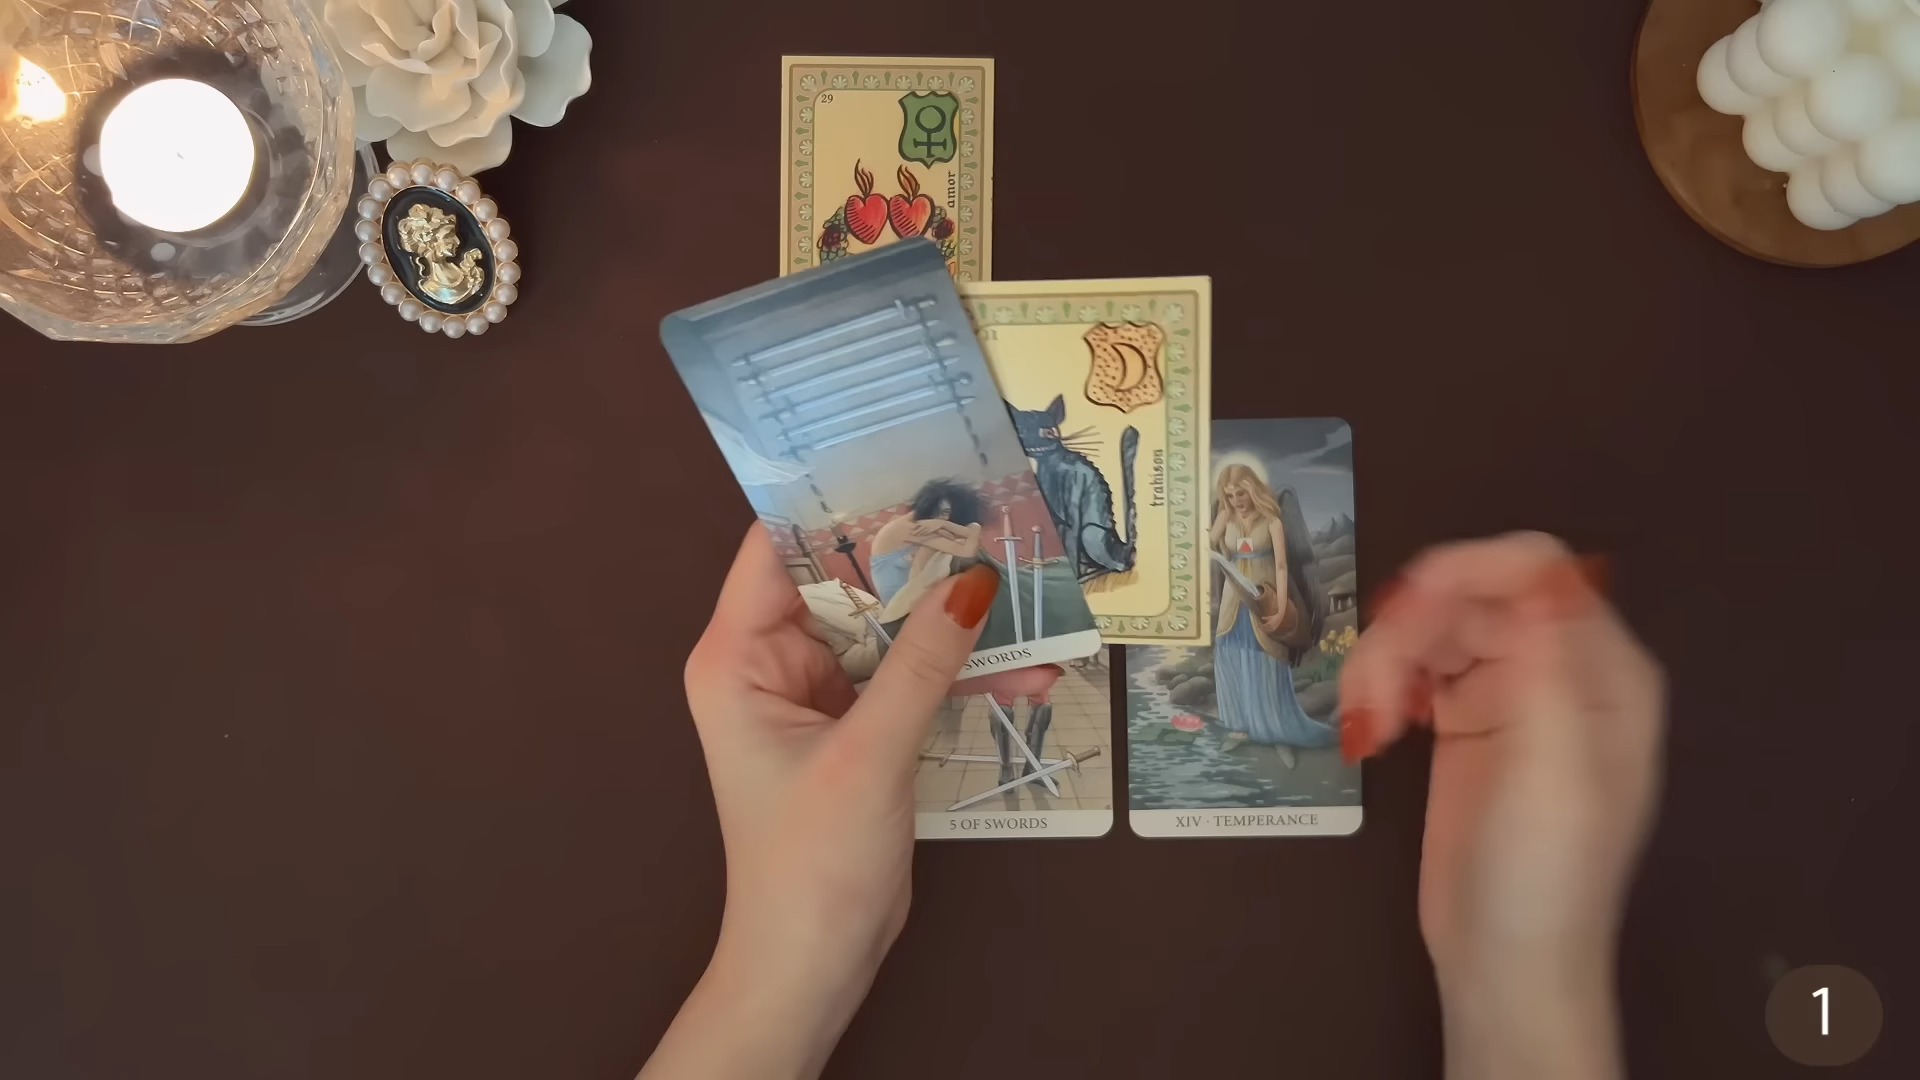 29
amor
trahison
SWORDS
5 OF SWORDS
XIV · TEMPERANCE
1